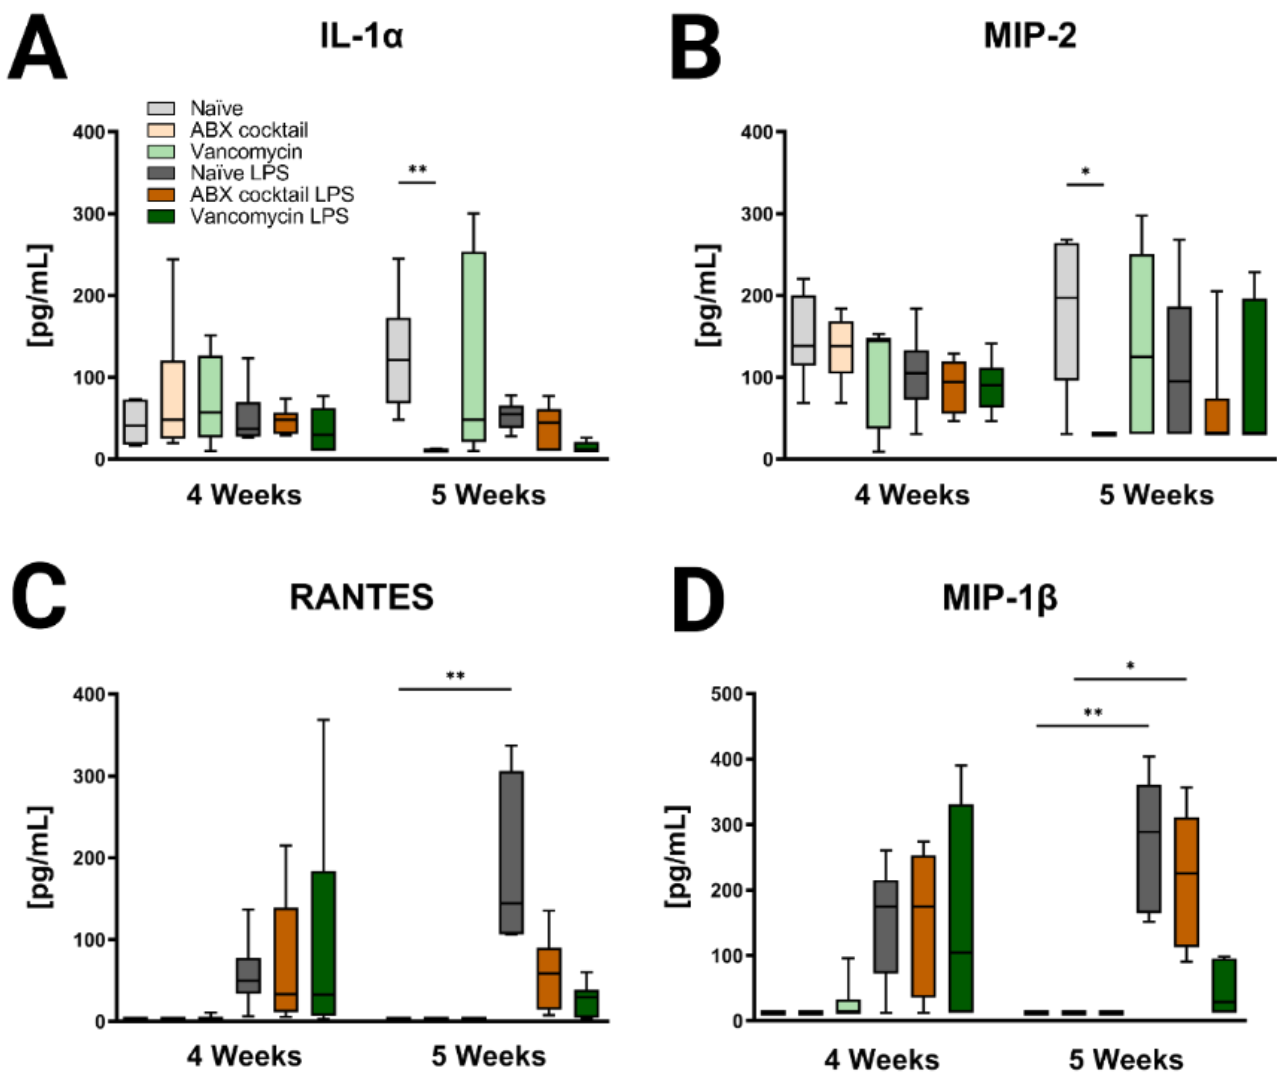 A
IL-1α
Naïve
ABX cocktail
Vancomycin
Naïve LPS
ABX cocktail LPS
Vancomycin LPS
400
300
200
100
0
[pg/mL]
**
4 Weeks
5 Weeks
B
MIP-2
400
300
200
100
0
[pg/mL]
*
4 Weeks
5 Weeks
C
RANTES
400
300
200
100
0
[pg/mL]
**
4 Weeks
5 Weeks
D
MIP-1β
500
400
300
200
100
0
[pg/mL]
*
**
4 Weeks
5 Weeks